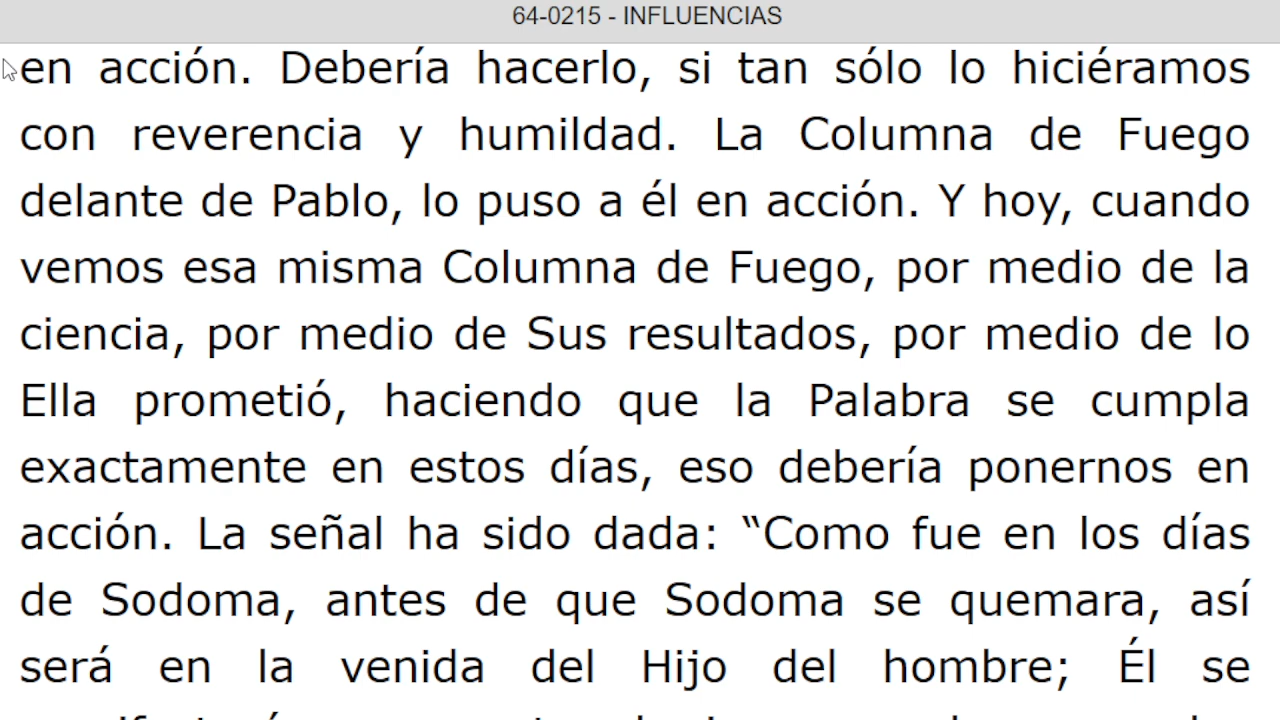 64-0215 - INFLUENCIAS
en acción. Debería hacerlo, si tan sólo lo hiciéramos
con reverencia y humildad. La Columna de Fuego
delante de Pablo, lo puso a él en acción. Y hoy, cuando
vemos esa misma Columna de Fuego, por medio de la
ciencia, por medio de Sus resultados, por medio de lo
Ella prometió, haciendo que la Palabra se cumpla
exactamente en estos días, eso debería ponernos en
acción. La señal ha sido dada: “Como fue en los días
de Sodoma, antes de que Sodoma se quemara, así
será en la venida del Hijo del hombre; Él se